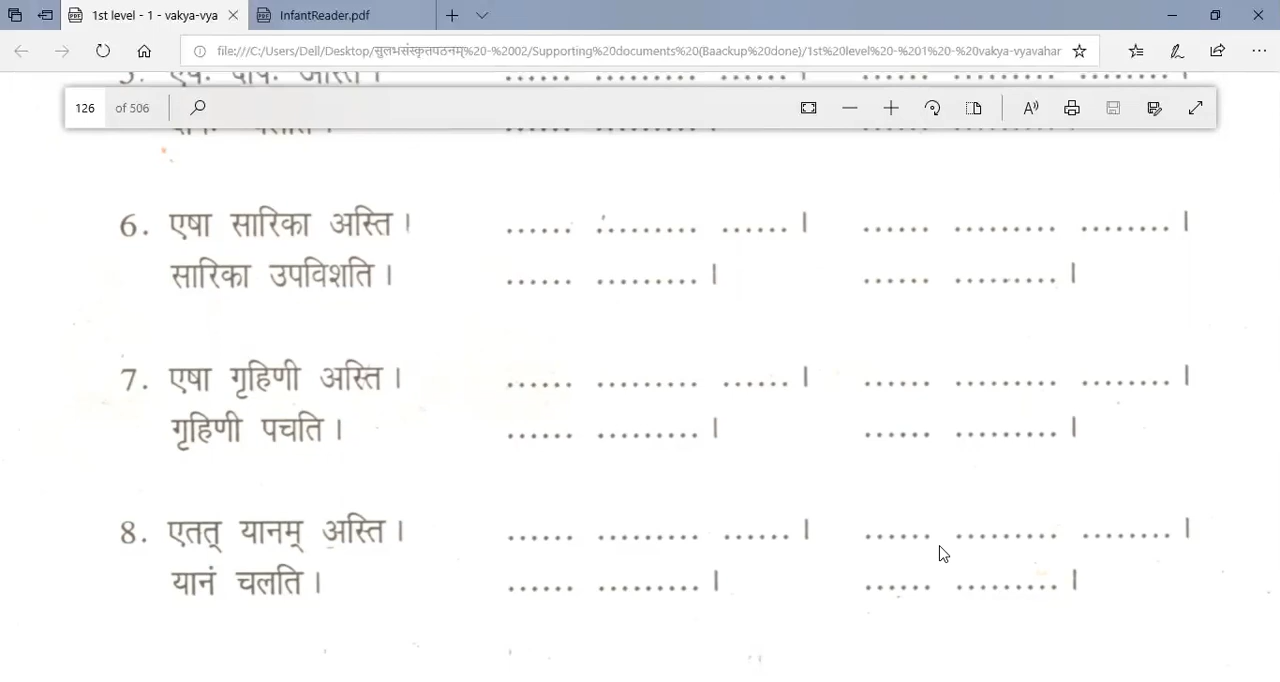 1st level - 1 - vakya-vya
InfantReader.pdf
file:///C:/Users/Dell/Desktop/सुलभसंस्कृतपठनम्%20-%2002/Supporting%20documents%20(Baackup%20done)/1st%20level%20-%201%20-%20vakya-vyavahar
126 of 506
6. एषा सारिका अस्ति । ...... ......... ...... । ...... ......... ........ ।
सारिका उपविशति । ...... ......... । ...... ......... ।
7. एषा गृहिणी अस्ति । ...... ......... ...... । ...... ......... ........ ।
गृहिणी पचति । ...... ......... । ...... ......... ।
8. एतत् यानम् अस्ति । ...... ......... ...... । ...... ......... ........ ।
यानं चलति । ...... ......... । ...... ......... ।